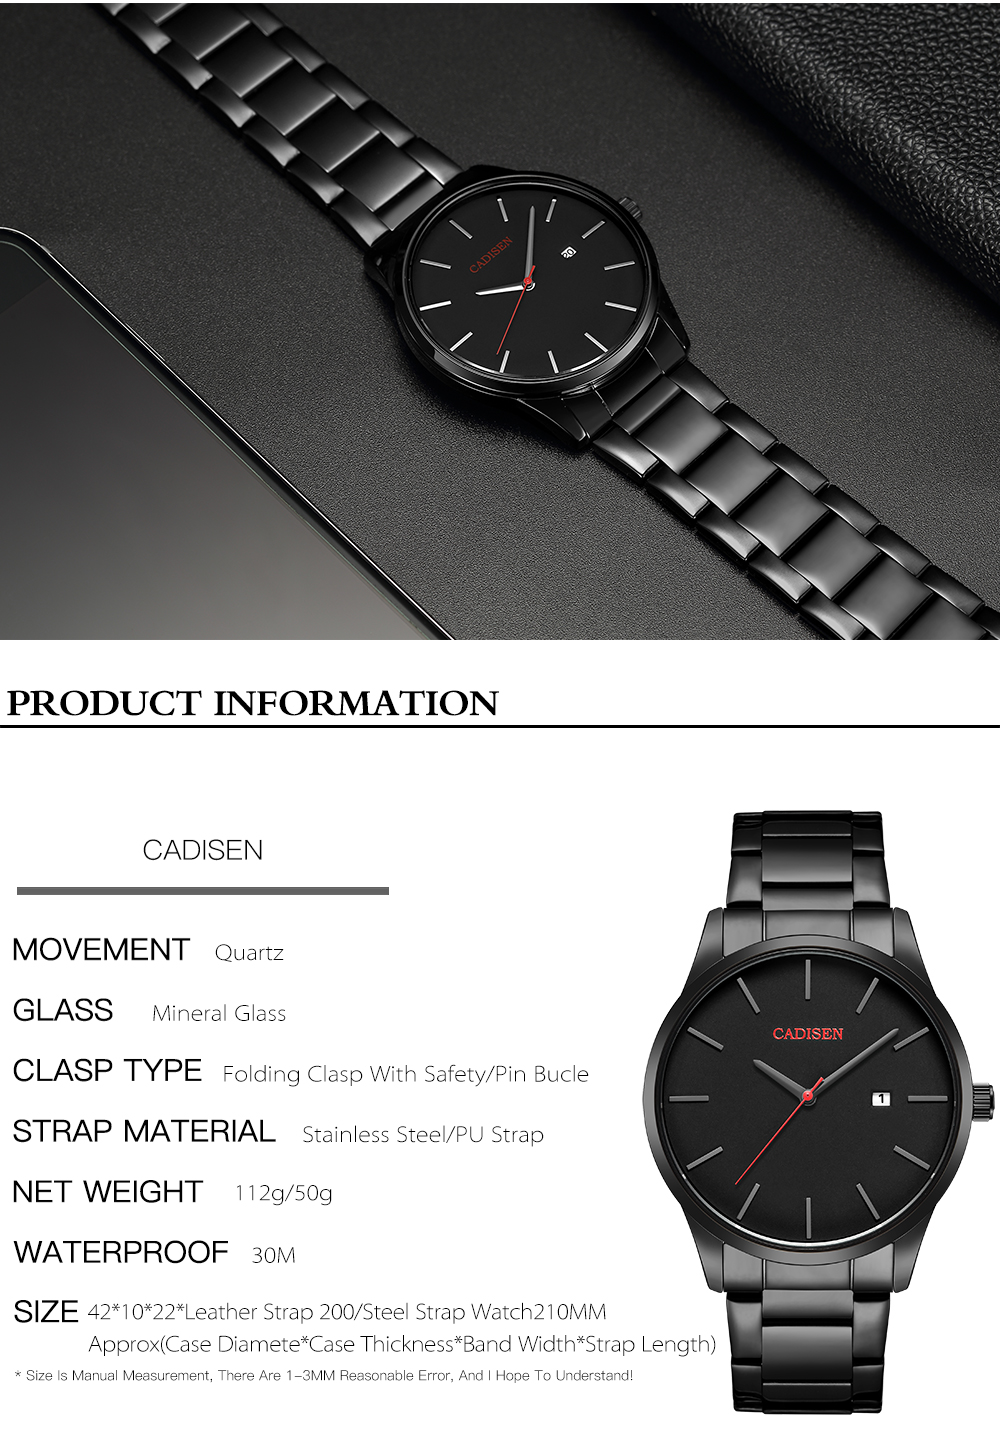 CADISEN
20
PRODUCT INFORMATION
CADISEN
MOVEMENT Quartz
GLASS Mineral Glass
CLASP TYPE Folding Clasp With Safety/Pin Bucle
STRAP MATERIAL Stainless Steel/PU Strap
NET WEIGHT 112g/50g
WATERPROOF 30M
SIZE 42*10*22*Leather Strap 200/Steel Strap Watch210MM
Approx(Case Diamete*Case Thickness*Band Width*Strap Length)
* Size Is Manual Measurement, There Are 1-3MM Reasonable Error, And I Hope To Understand!
CADISEN
1